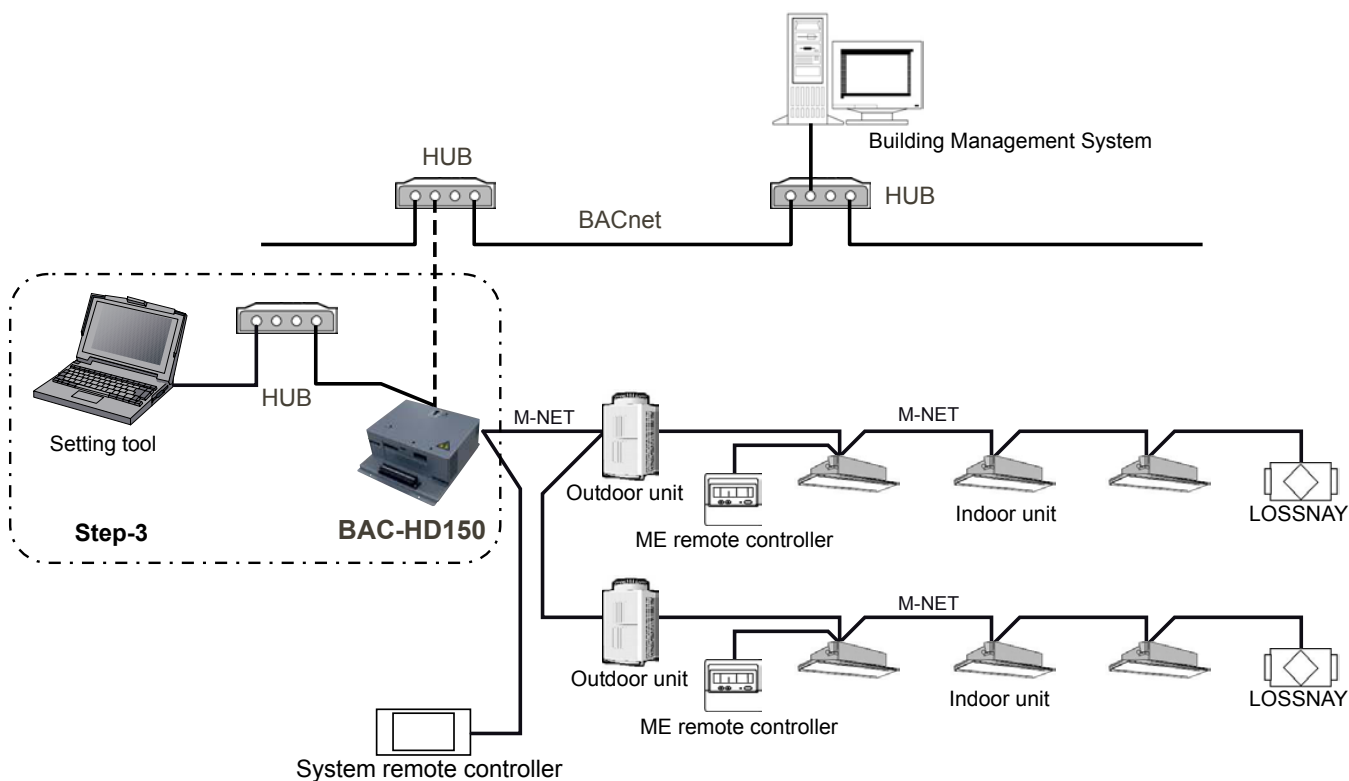 Building Management System
HUB
HUB
BACnet
HUB
Setting tool
Step-3
BAC-HD150
M-NET
M-NET
Outdoor unit
ME remote controller
Indoor unit
LOSSNAY
M-NET
Outdoor unit
ME remote controller
Indoor unit
LOSSNAY
System remote controller